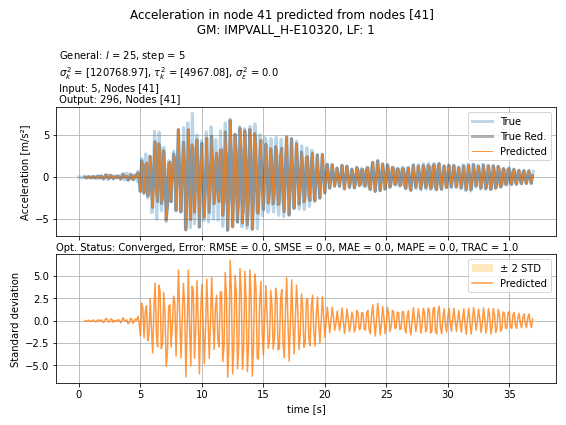 Acceleration in node 41 predicted from nodes [41]
GM: IMPVALL_H-E10320, LF: 1
General: l = 25, step = 5
σ²ₖ = [120768.97], τ²ₖ = [4967.08], σ²ε = 0.0
Input: 5, Nodes [41]
Output: 296, Nodes [41]
Acceleration [m/s²]
5
0
−5
True
True Red.
Predicted
Opt. Status: Converged, Error: RMSE = 0.0, SMSE = 0.0, MAE = 0.0, MAPE = 0.0, TRAC = 1.0
Standard deviation
5.0
2.5
0.0
−2.5
−5.0
± 2 STD
Predicted
0 5 10 15 20 25 30 35
time [s]